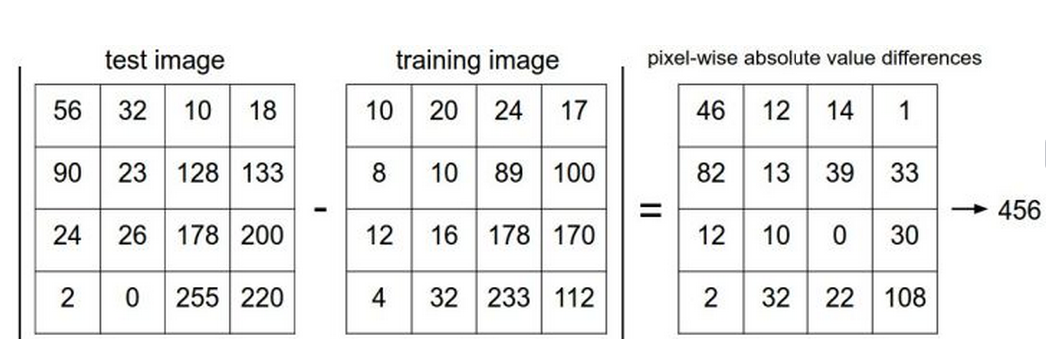 test image training image pixel-wise absolute value differences
56 32 10 18 10 20 24 17 46 12 14 1
90 23 128 133 8 10 89 100 82 13 39 33
- = → 456
24 26 178 200 12 16 178 170 12 10 0 30
2 0 255 220 4 32 233 112 2 32 22 108